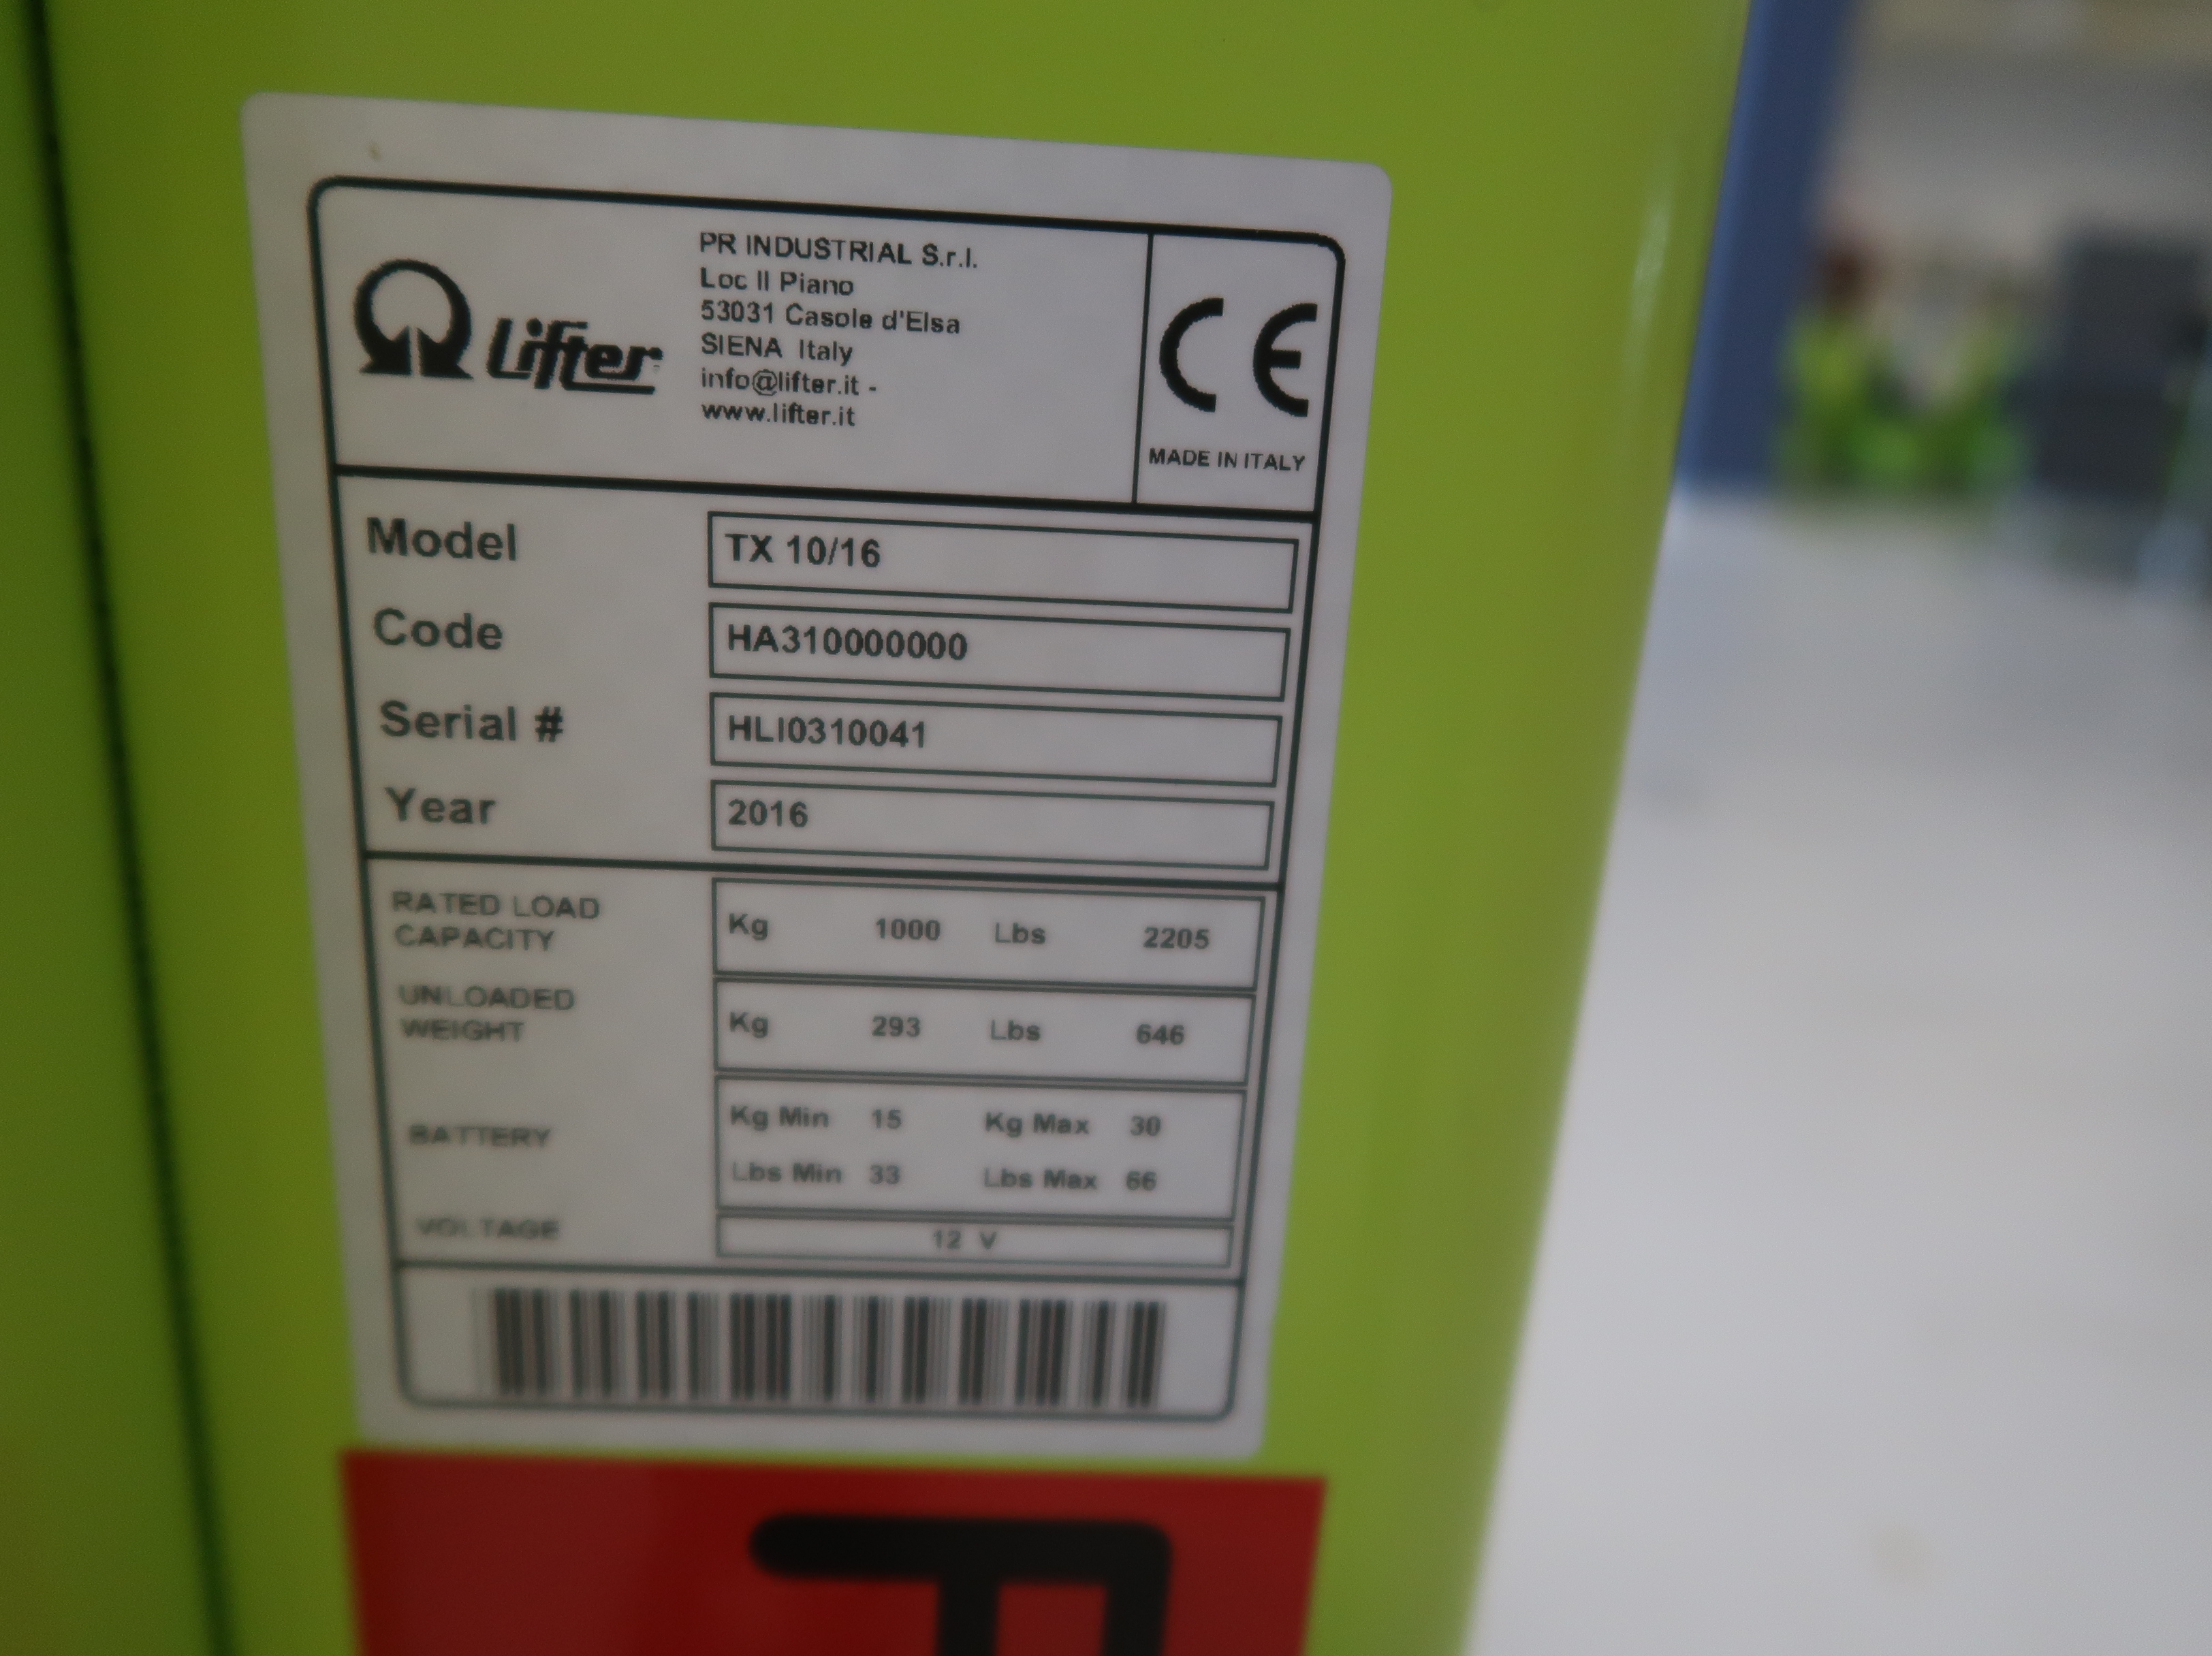 Lifter
PR INDUSTRIAL S.r.l.
Loc Il Piano
53031 Casole d'Elsa
SIENA Italy
info@lifter.it -
www.lifter.it
CE
MADE IN ITALY
Model TX 10/16
Code HA310000000
Serial # HLI0310041
Year 2016
RATED LOAD CAPACITY Kg 1000 Lbs 2205
UNLOADED WEIGHT Kg 293 Lbs 646
BATTERY Kg Min 15 Kg Max 30
Lbs Min 33 Lbs Max 66
VOLTAGE 12 V